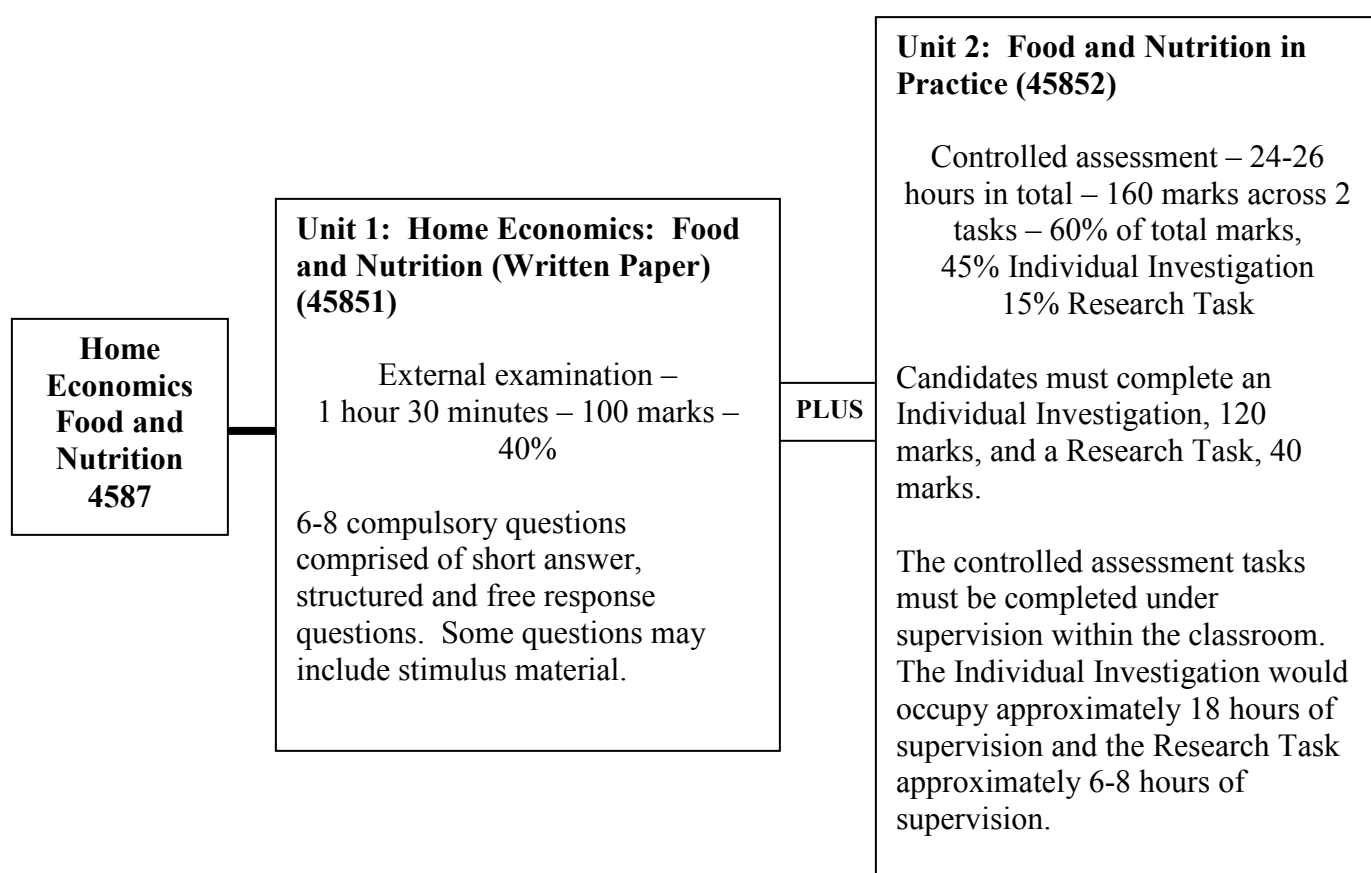 Home
Economics
Food and
Nutrition
4587
Unit 1:  Home Economics:  Food
and Nutrition (Written Paper)
(45851)
External examination –
1 hour 30 minutes – 100 marks –
40%
6-8 compulsory questions
comprised of short answer,
structured and free response
questions.  Some questions may
include stimulus material.
PLUS
Unit 2:  Food and Nutrition in
Practice (45852)
Controlled assessment – 24-26
hours in total – 160 marks across 2
tasks – 60% of total marks,
45% Individual Investigation
15% Research Task
Candidates must complete an
Individual Investigation, 120
marks, and a Research Task, 40
marks.
The controlled assessment tasks
must be completed under
supervision within the classroom.
The Individual Investigation would
occupy approximately 18 hours of
supervision and the Research Task
approximately 6-8 hours of
supervision.